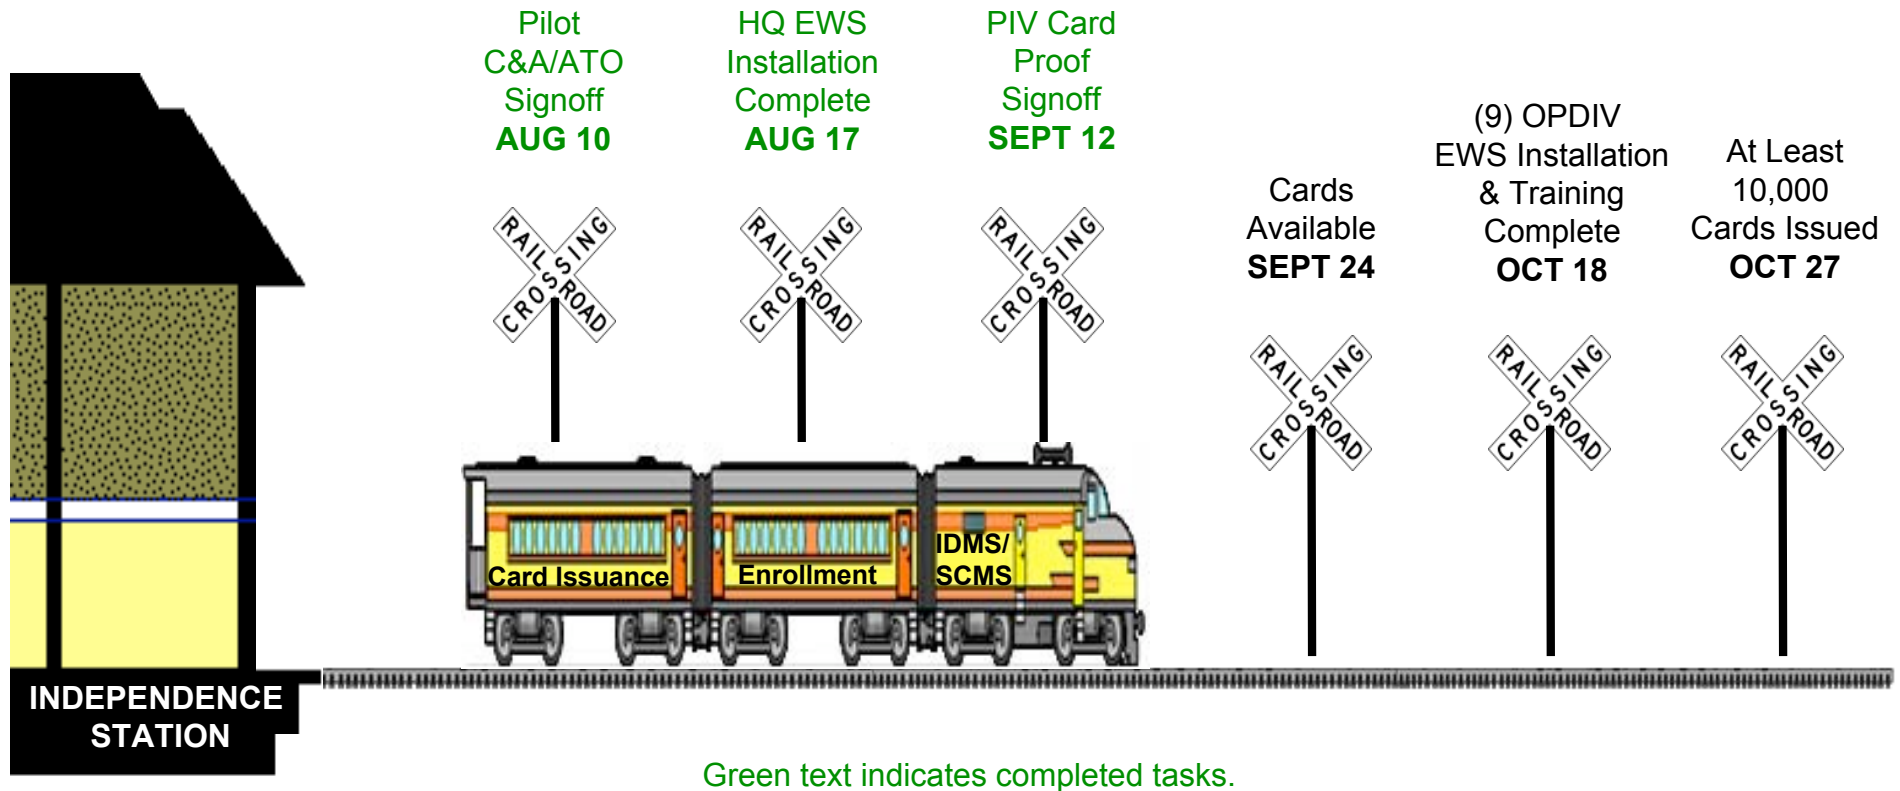 Pilot
C&A/ATO
Signoff
AUG 10
HQ EWS
Installation
Complete
AUG 17
PIV Card
Proof
Signoff
SEPT 12
Cards
Available
SEPT 24
(9) OPDIV
EWS Installation
& Training
Complete
OCT 18
At Least
10,000
Cards Issued
OCT 27
RAILROAD
CROSSING
RAILROAD
CROSSING
RAILROAD
CROSSING
RAILROAD
CROSSING
RAILROAD
CROSSING
RAILROAD
CROSSING
Card Issuance
Enrollment
IDMS/
SCMS
INDEPENDENCE
STATION
Green text indicates completed tasks.